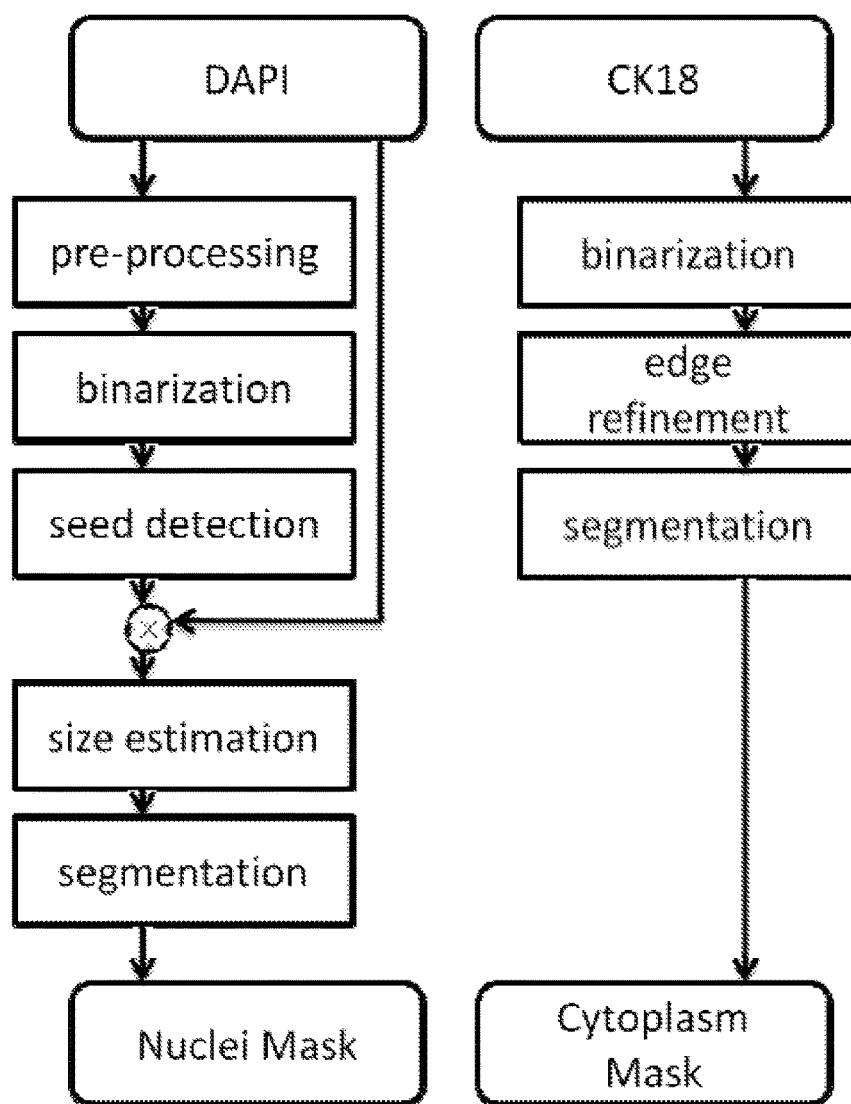 DAPI
pre-processing
binarization
seed detection
×
size estimation
segmentation
Nuclei Mask
CK18
binarization
edge
refinement
segmentation
Cytoplasm
Mask